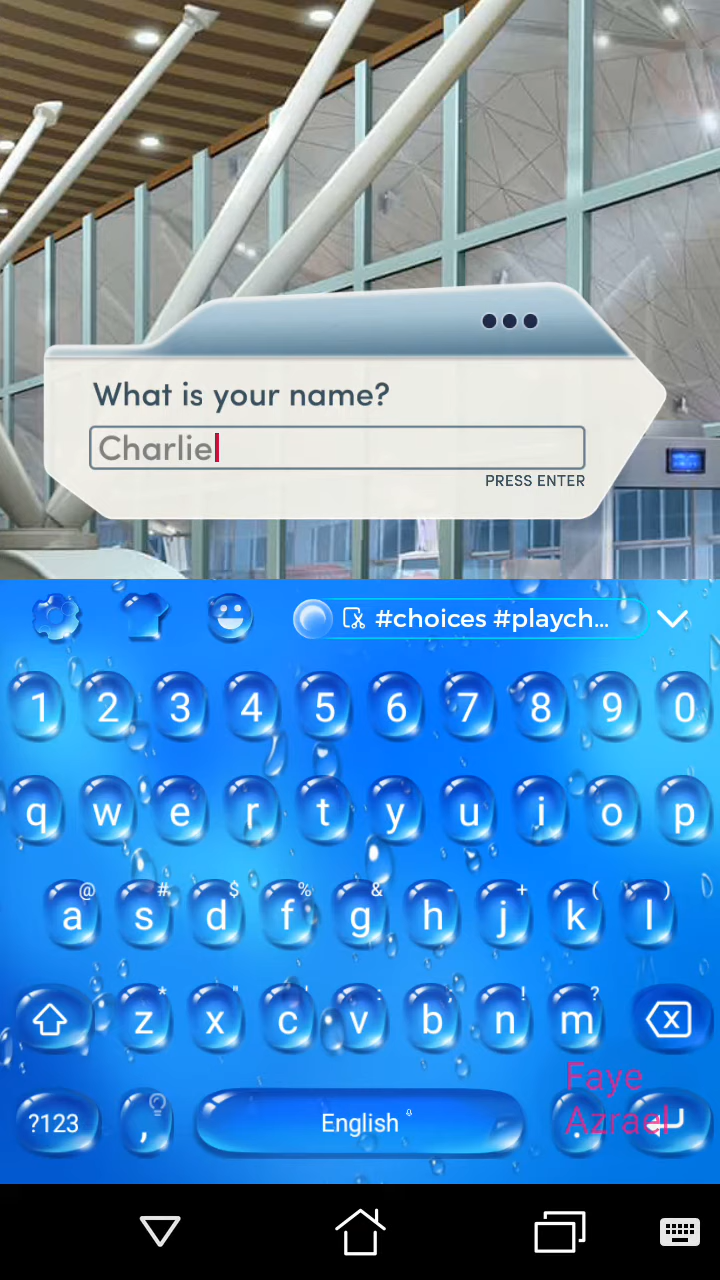 What is your name?
Charlie
PRESS ENTER
#choices #playch...
1 2 3 4 5 6 7 8 9 0
q w e r t y u i o p
@ # $ % & - + ( )
a s d f g h j k l
* " ' : ; ! ?
z x c v b n m
Faye
Azrael
?123 , English .